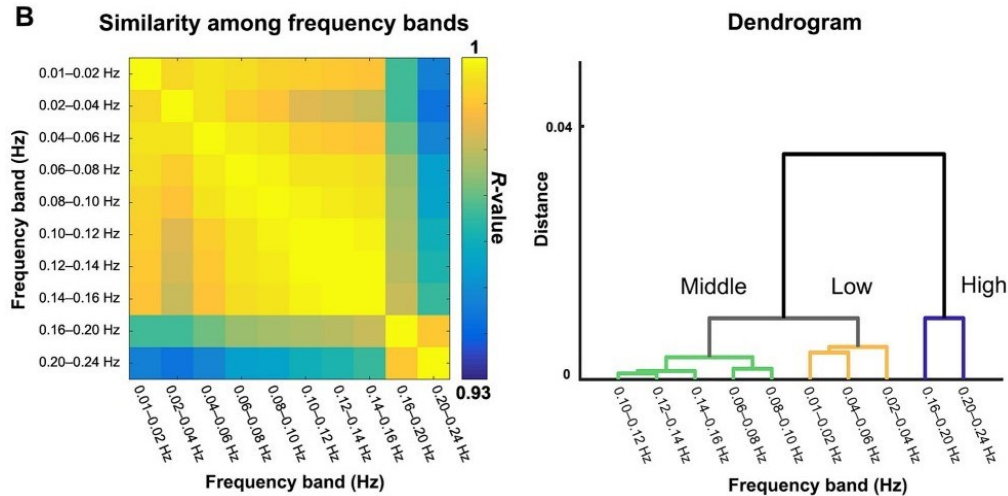 B
Similarity among frequency bands
1
0.01–0.02 Hz
0.02–0.04 Hz
0.04–0.06 Hz
0.06–0.08 Hz
0.08–0.10 Hz
0.10–0.12 Hz
0.12–0.14 Hz
0.14–0.16 Hz
0.16–0.20 Hz
0.20–0.24 Hz
Frequency band (Hz)
R-value
0.93
0.01–0.02 Hz
0.02–0.04 Hz
0.04–0.06 Hz
0.06–0.08 Hz
0.08–0.10 Hz
0.10–0.12 Hz
0.12–0.14 Hz
0.14–0.16 Hz
0.16–0.20 Hz
0.20–0.24 Hz
Frequency band (Hz)
Dendrogram
0.04
Distance
0
Middle
Low
High
0.10–0.12 Hz
0.12–0.14 Hz
0.14–0.16 Hz
0.06–0.08 Hz
0.08–0.10 Hz
0.01–0.02 Hz
0.04–0.06 Hz
0.02–0.04 Hz
0.16–0.20 Hz
0.20–0.24 Hz
Frequency band (Hz)